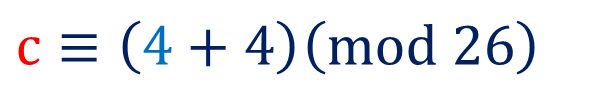 c ≡ (4 + 4)(mod 26)